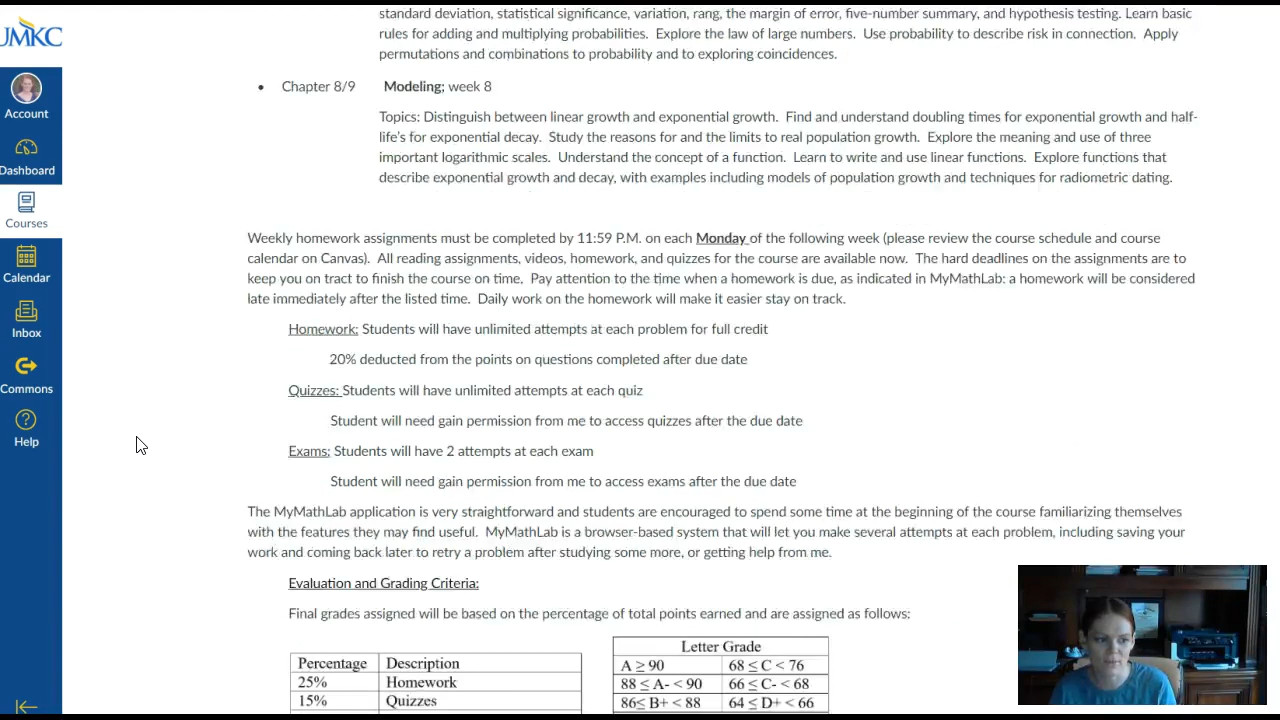 standard deviation, statistical significance, variation, rang, the margin of error, five-number summary, and hypothesis testing. Learn basic
rules for adding and multiplying probabilities. Explore the law of large numbers. Use probability to describe risk in connection. Apply
permutations and combinations to probability and to exploring coincidences.
• Chapter 8/9 Modeling; week 8
Topics: Distinguish between linear growth and exponential growth. Find and understand doubling times for exponential growth and half-
life's for exponential decay. Study the reasons for and the limits to real population growth. Explore the meaning and use of three
important logarithmic scales. Understand the concept of a function. Learn to write and use linear functions. Explore functions that
describe exponential growth and decay, with examples including models of population growth and techniques for radiometric dating.
UMKC
Account
Dashboard
Courses
Calendar
Inbox
Commons
Help
Weekly homework assignments must be completed by 11:59 P.M. on each Monday of the following week (please review the course schedule and course
calendar on Canvas). All reading assignments, videos, homework, and quizzes for the course are available now. The hard deadlines on the assignments are to
keep you on tract to finish the course on time. Pay attention to the time when a homework is due, as indicated in MyMathLab: a homework will be considered
late immediately after the listed time. Daily work on the homework will make it easier stay on track.
Homework: Students will have unlimited attempts at each problem for full credit
20% deducted from the points on questions completed after due date
Quizzes: Students will have unlimited attempts at each quiz
Student will need gain permission from me to access quizzes after the due date
Exams: Students will have 2 attempts at each exam
Student will need gain permission from me to access exams after the due date
The MyMathLab application is very straightforward and students are encouraged to spend some time at the beginning of the course familiarizing themselves
with the features they may find useful. MyMathLab is a browser-based system that will let you make several attempts at each problem, including saving your
work and coming back later to retry a problem after studying some more, or getting help from me.
Evaluation and Grading Criteria:
Final grades assigned will be based on the percentage of total points earned and are assigned as follows:
Percentage Description
25% Homework
15% Quizzes
Letter Grade
A ≥ 90 68 ≤ C < 76
88 ≤ A- < 90 66 ≤ C- < 68
86≤ B+ < 88 64 ≤ D+ < 66